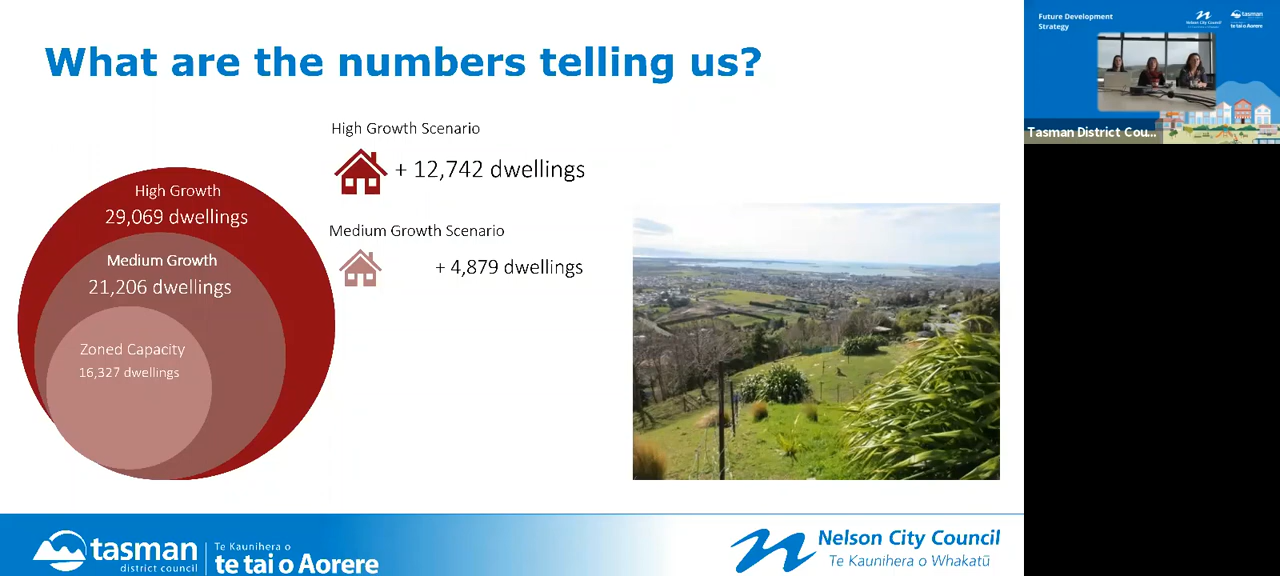 What are the numbers telling us?
High Growth Scenario
+ 12,742 dwellings
Medium Growth Scenario
+ 4,879 dwellings
High Growth
29,069 dwellings
Medium Growth
21,206 dwellings
Zoned Capacity
16,327 dwellings
tasman
district council
Te Kaunihera o
te tai o Aorere
Nelson City Council
Te Kaunihera o Whakatū
Future Development
Strategy
Nelson City Council
tasman
te tai o Aorere
Tasman District Cou...